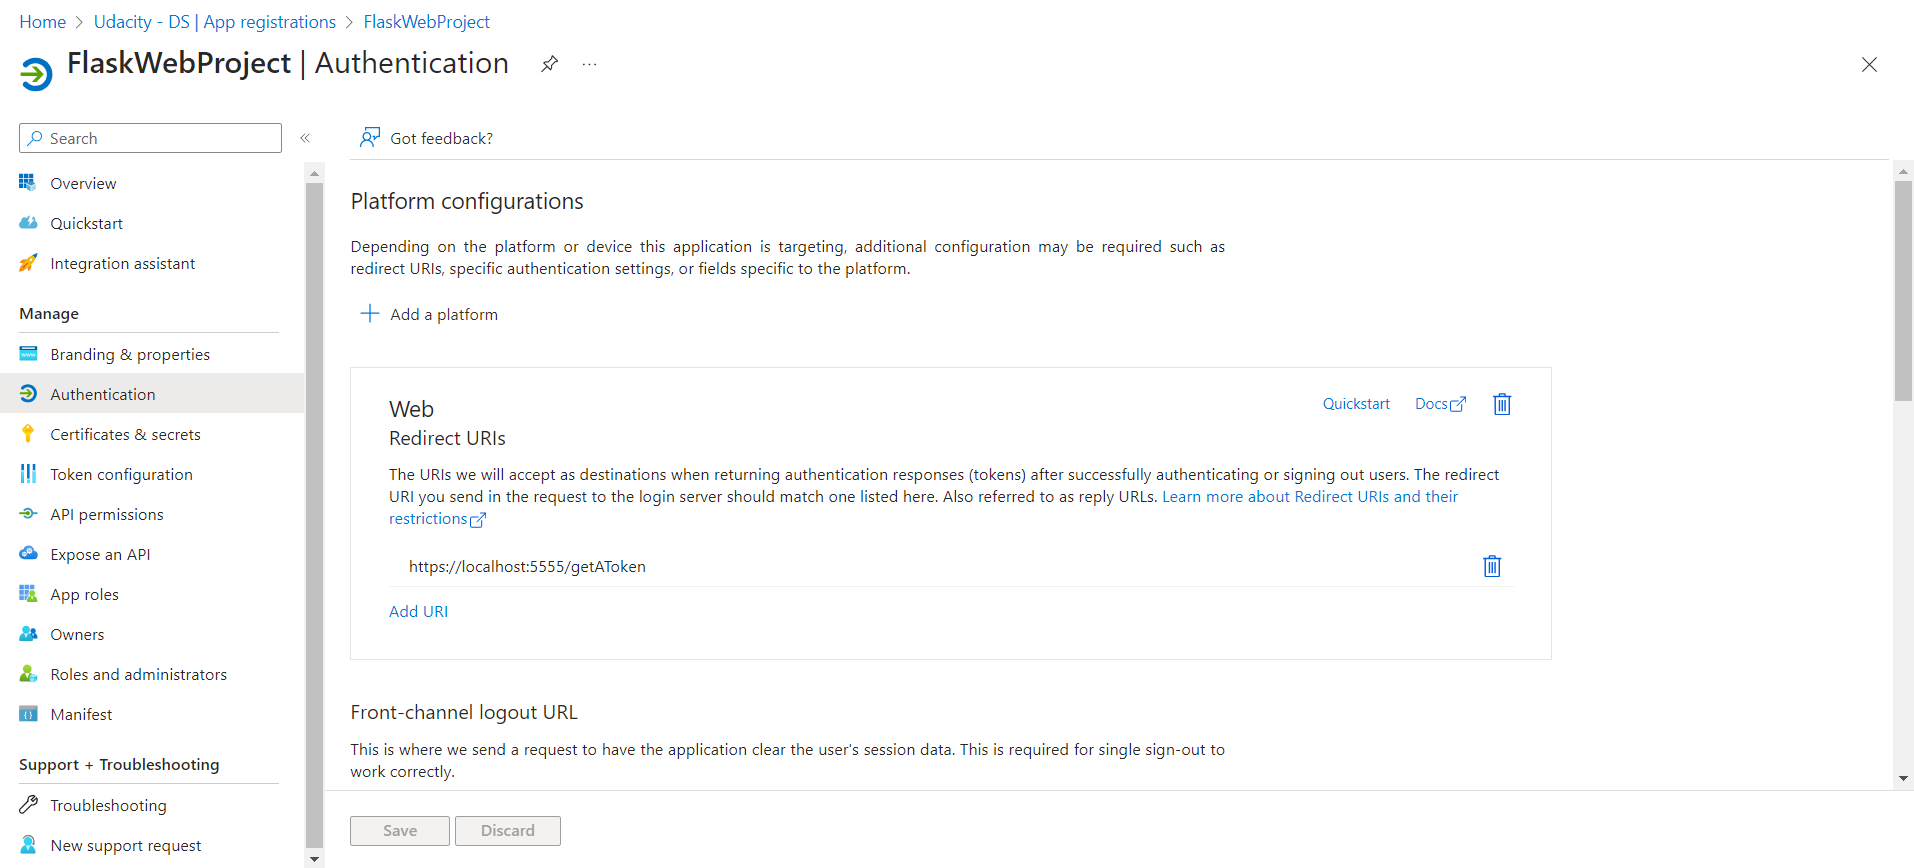 Home > Udacity - DS | App registrations > FlaskWebProject
FlaskWebProject | Authentication ...
Search «
Overview
Quickstart
Integration assistant
Manage
Branding & properties
Authentication
Certificates & secrets
Token configuration
API permissions
Expose an API
App roles
Owners
Roles and administrators
Manifest
Support + Troubleshooting
Troubleshooting
New support request
Got feedback?
Platform configurations
Depending on the platform or device this application is targeting, additional configuration may be required such as
redirect URIs, specific authentication settings, or fields specific to the platform.
Add a platform
Web
Quickstart Docs
Redirect URIs
The URIs we will accept as destinations when returning authentication responses (tokens) after successfully authenticating or signing out users. The redirect
URI you send in the request to the login server should match one listed here. Also referred to as reply URLs. Learn more about Redirect URIs and their
restrictions
https://localhost:5555/getAToken
Add URI
Front-channel logout URL
This is where we send a request to have the application clear the user's session data. This is required for single sign-out to
work correctly.
Save Discard